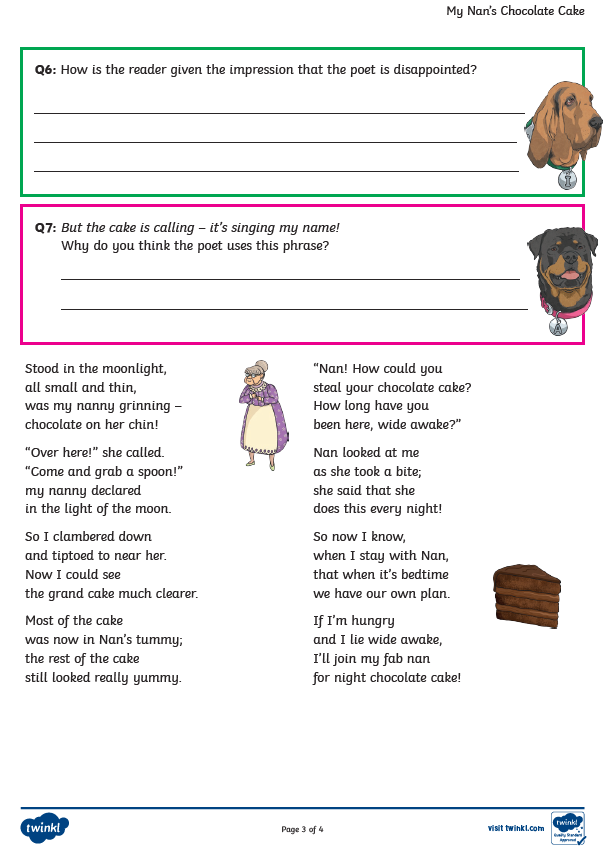 My Nan's Chocolate Cake
Q6: How is the reader given the impression that the poet is disappointed?
Q7: But the cake is calling – it's singing my name!
Why do you think the poet uses this phrase?
Stood in the moonlight,
all small and thin,
was my nanny grinning –
chocolate on her chin!
"Over here!" she called.
"Come and grab a spoon!"
my nanny declared
in the light of the moon.
So I clambered down
and tiptoed to near her.
Now I could see
the grand cake much clearer.
Most of the cake
was now in Nan's tummy;
the rest of the cake
still looked really yummy.
"Nan! How could you
steal your chocolate cake?
How long have you
been here, wide awake?"
Nan looked at me
as she took a bite;
she said that she
does this every night!
So now I know,
when I stay with Nan,
that when it's bedtime
we have our own plan.
If I'm hungry
and I lie wide awake,
I'll join my fab nan
for night chocolate cake!
twinkl
Page 3 of 4
visit twinkl.com
twinkl
Quality Standard
Approved